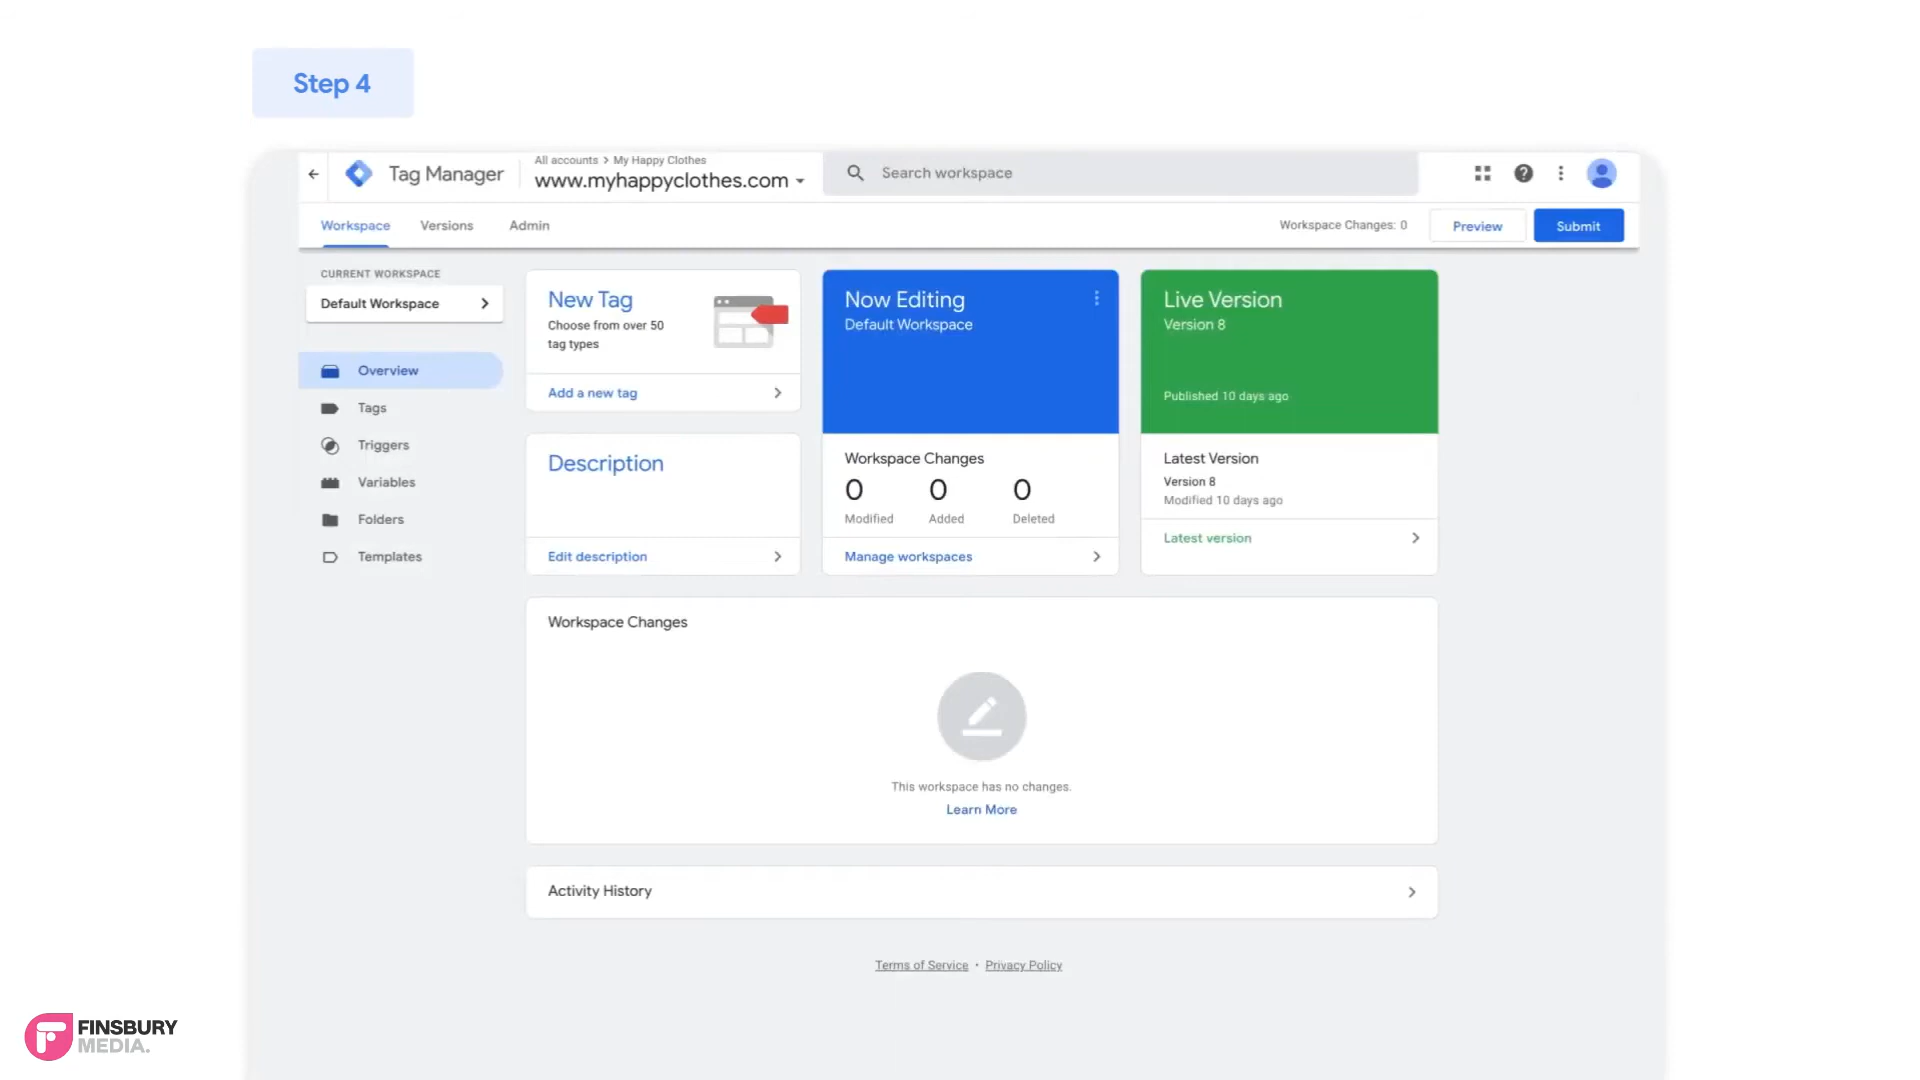 Step 4
Tag Manager
All accounts > My Happy Clothes
www.myhappyclothes.com
Search workspace
Workspace
Versions
Admin
Workspace Changes: 0
Preview
Submit
CURRENT WORKSPACE
Default Workspace
Overview
Tags
Triggers
Variables
Folders
Templates
New Tag
Choose from over 50
tag types
Add a new tag
Description
Edit description
Now Editing
Default Workspace
Workspace Changes
0 0 0
Modified Added Deleted
Manage workspaces
Live Version
Version 8
Published 10 days ago
Latest Version
Version 8
Modified 10 days ago
Latest version
Workspace Changes
This workspace has no changes.
Learn More
Activity History
Terms of Service • Privacy Policy
FINSBURY
MEDIA.